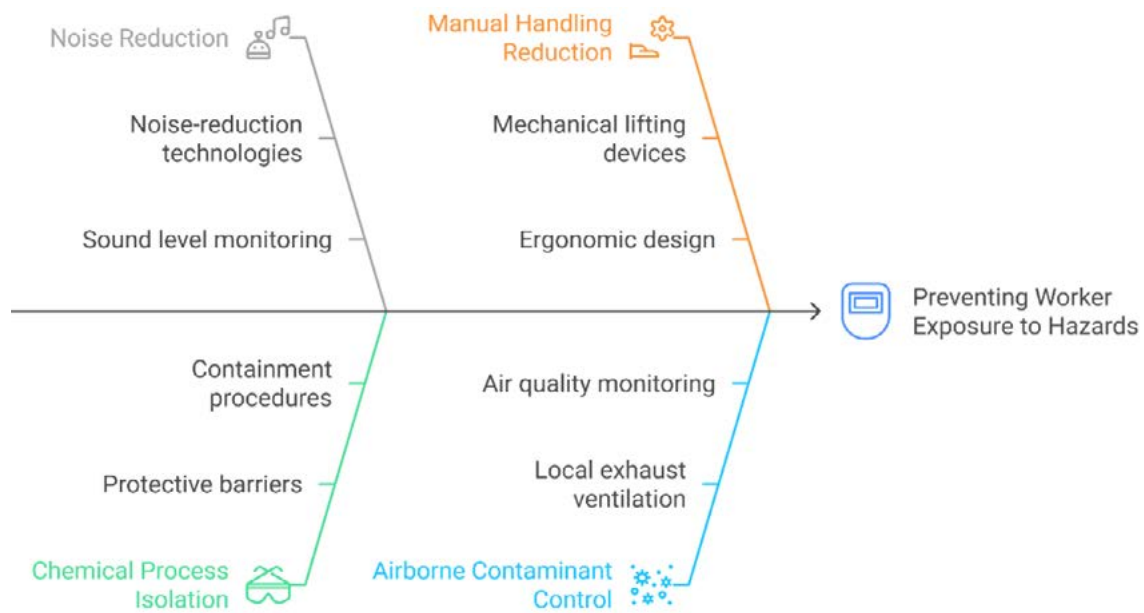 Noise Reduction
Manual Handling
Reduction
Noise-reduction
technologies
Mechanical lifting
devices
Sound level monitoring
Ergonomic design
Preventing Worker
Exposure to Hazards
Containment
procedures
Air quality monitoring
Protective barriers
Local exhaust
ventilation
Chemical Process
Isolation
Airborne Contaminant
Control